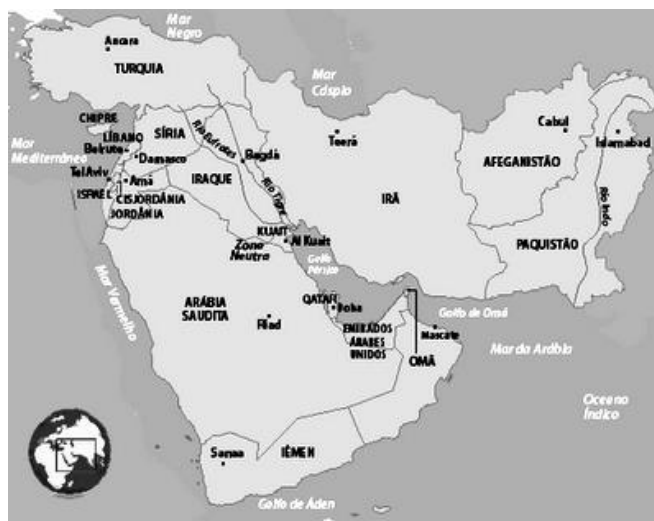 Mar
Negro
Ancara
TURQUIA
Mar
Cáspio
CHIPRE
LÍBANO
SÍRIA
Rio Eufrates
Teerã
Cabul
Islamabad
Mar
Mediterrâneo
Beirute
Damasco
Bagdá
AFEGANISTÃO
Tel Aviv
Amã
IRAQUE
Rio Tigre
IRÃ
Rio Indo
ISRAEL
CISJORDÂNIA
JORDÂNIA
KUAIT
Al Kuait
PAQUISTÃO
Zona
Neutra
Golfo
Pérsico
Mar Vermelho
ARÁBIA
SAUDITA
Riad
QATAR
Doha
Golfo de Omã
EMIRADOS
ÁRABES
UNIDOS
Mascate
OMÃ
Mar da Arábia
Oceano
Índico
Sanaa
IÊMEN
Golfo de Áden